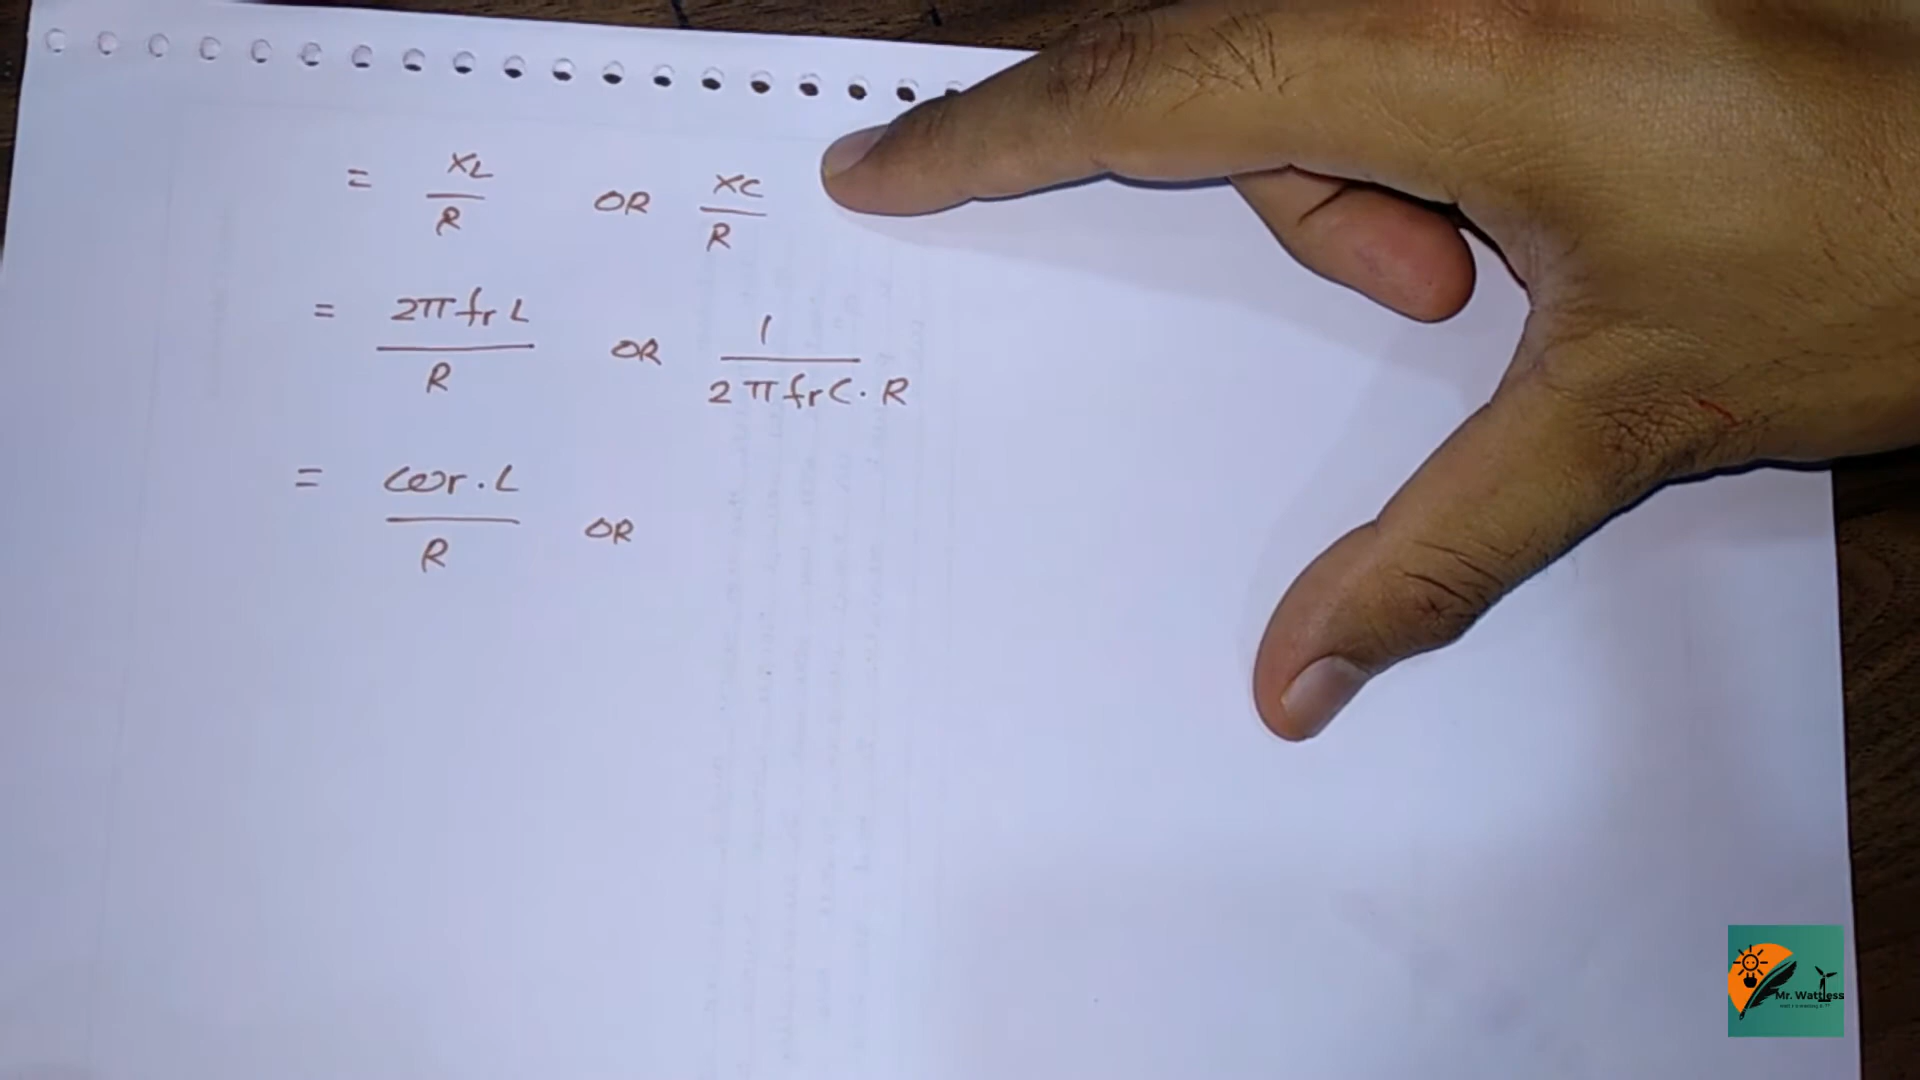 = XL/R OR XC/R
= 2πfrL/R OR 1/2πfrC·R
= ωr·L/R OR
Mr. Wattless